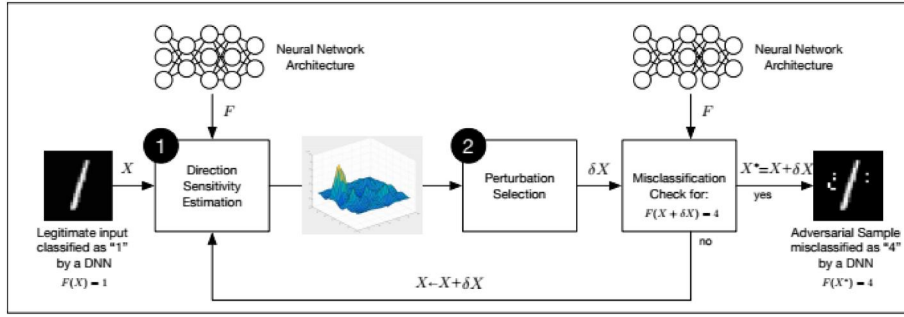 Neural Network
Architecture
Neural Network
Architecture
F
F
1
2
X
Direction
Sensitivity
Estimation
Perturbation
Selection
δX
Misclassification
Check for:
F(X + δX) = 4
X*=X+δX
yes
no
Legitimate input
classified as "1"
by a DNN
F(X) = 1
Adversarial Sample
misclassified as "4"
by a DNN
F(X*) = 4
X←X+δX